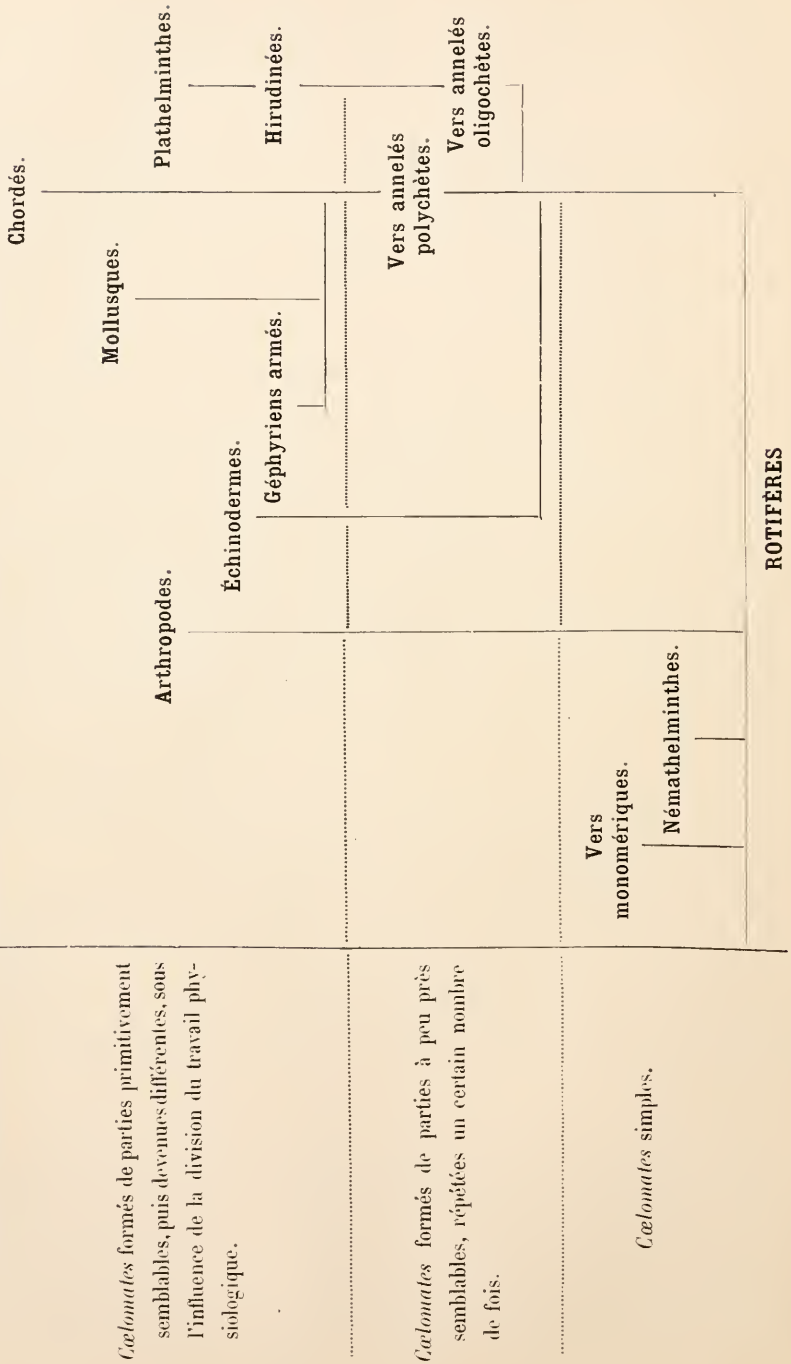 Cœlomates formés de parties primitivement
semblables, puis devenues différentes, sous
l'influence de la division du travail phy-
siologique.
Cœlomates formés de parties à peu près
semblables, répétées un certain nombre
de fois.
Cœlomates simples.
Chordés.
Plathelminthes.
Mollusques.
Hirudinées.
Arthropodes.
Échinodermes.
Géphyriens armés.
Vers annelés
polychètes.
Vers annelés
oligochètes.
Vers
monomériques.
Némathelminthes.
ROTIFÈRES